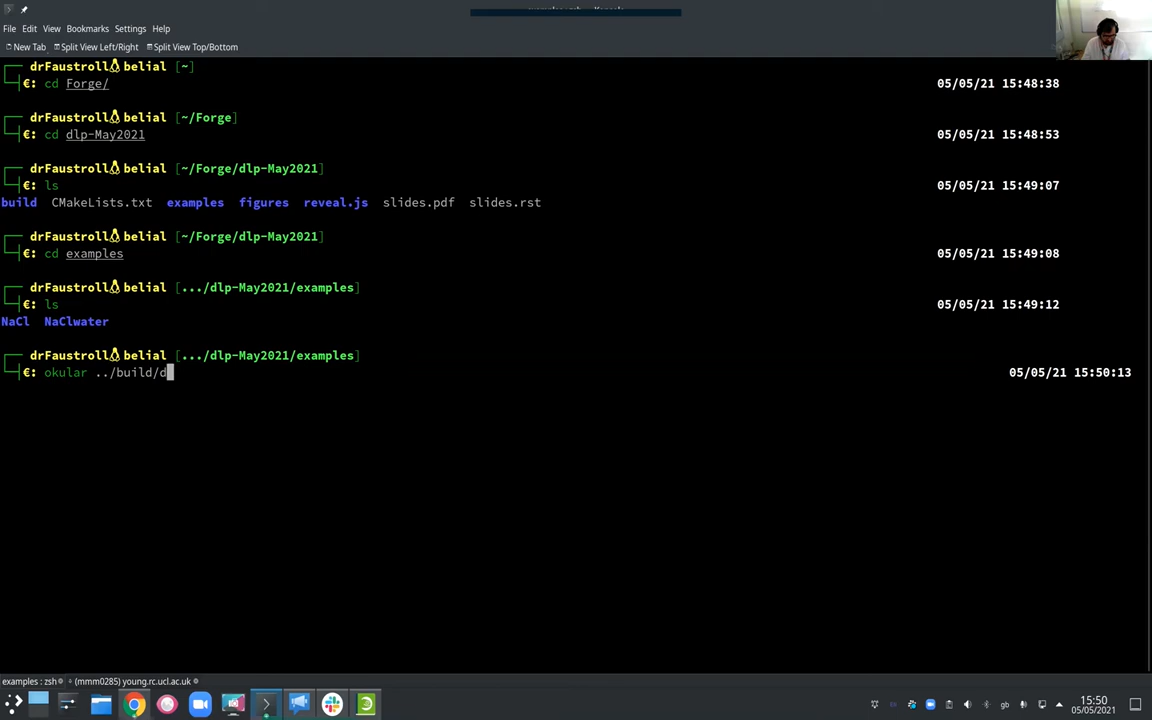 examples : zsh — Konsole
File Edit View Bookmarks Settings Help
New Tab Split View Left/Right Split View Top/Bottom
drFaustroll belial [~]
€: cd Forge/ 05/05/21 15:48:38
drFaustroll belial [~/Forge]
€: cd dlp-May2021 05/05/21 15:48:53
drFaustroll belial [~/Forge/dlp-May2021]
€: ls 05/05/21 15:49:07
build CMakeLists.txt examples figures reveal.js slides.pdf slides.rst
drFaustroll belial [~/Forge/dlp-May2021]
€: cd examples 05/05/21 15:49:08
drFaustroll belial [.../dlp-May2021/examples]
€: ls 05/05/21 15:49:12
NaCl NaClwater
drFaustroll belial [.../dlp-May2021/examples]
€: okular ../build/d 05/05/21 15:50:13
examples : zsh (mmm0285) young.rc.ucl.ac.uk
gb 15:50
05/05/2021